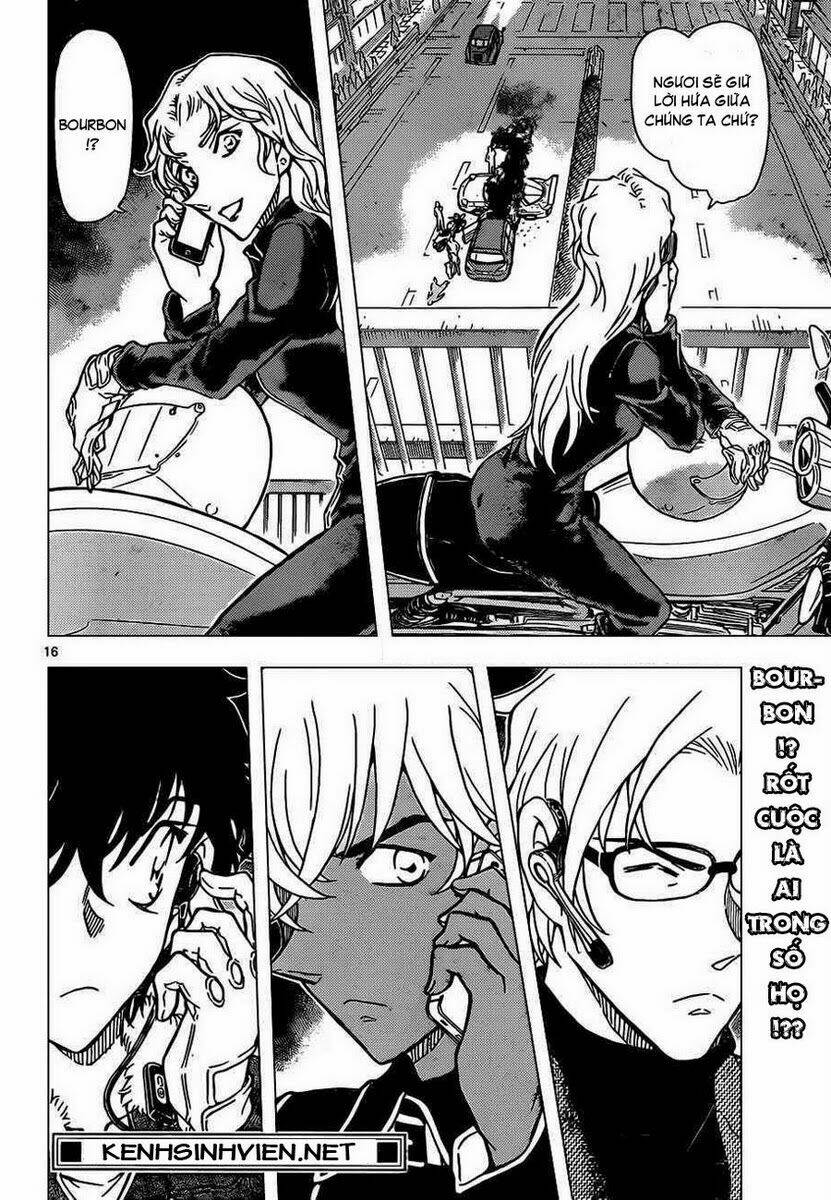 NGƯƠI SẼ GIỮ
LỜI HỨA GIỮA
CHÚNG TA CHỨ?
BOURBON
!?
16
BOUR-
BON
!?
RỐT
CUỘC
LÀ
AI
TRONG
SỐ
HỌ
!??
KENHSINHVIEN.NET